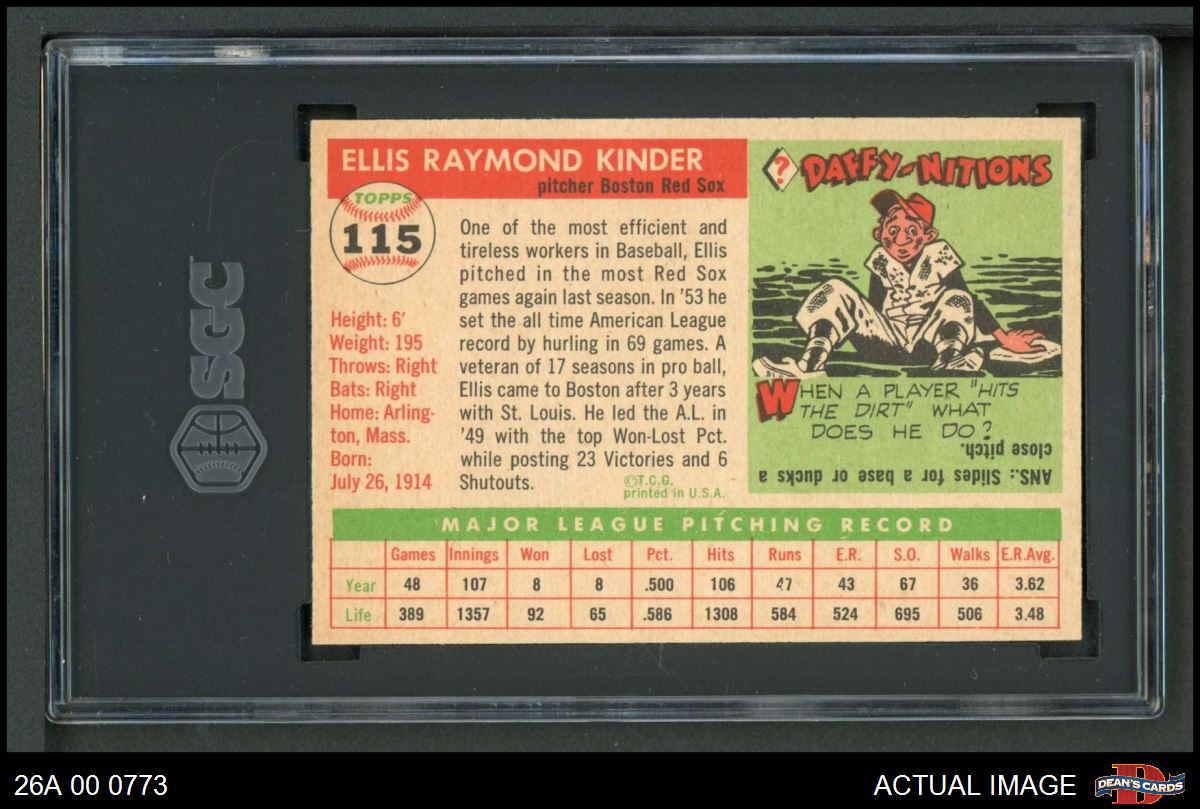 ELLIS RAYMOND KINDER
pitcher Boston Red Sox
TOPPS
115
Height: 6'
Weight: 195
Throws: Right
Bats: Right
Home: Arling-
ton, Mass.
Born:
July 26, 1914
One of the most efficient and
tireless workers in Baseball, Ellis
pitched in the most Red Sox
games again last season. In '53 he
set the all time American League
record by hurling in 69 games. A
veteran of 17 seasons in pro ball,
Ellis came to Boston after 3 years
with St. Louis. He led the A.L. in
'49 with the top Won-Lost Pct.
while posting 23 Victories and 6
Shutouts.
©T.C.G.
printed in U.S.A.
? DAFFY-NITIONS
WHEN A PLAYER "HITS
THE DIRT" WHAT
DOES HE DO?
ANS.: Slides for a base or ducks a
close pitch.
MAJOR LEAGUE PITCHING RECORD
Games Innings Won Lost Pct. Hits Runs E.R. S.O. Walks E.R.Avg.
Year 48 107 8 8 .500 106 47 43 67 36 3.62
Life 389 1357 92 65 .586 1308 584 524 695 506 3.48
SGC
26A 00 0773
ACTUAL IMAGE
D
DEAN'S CARDS